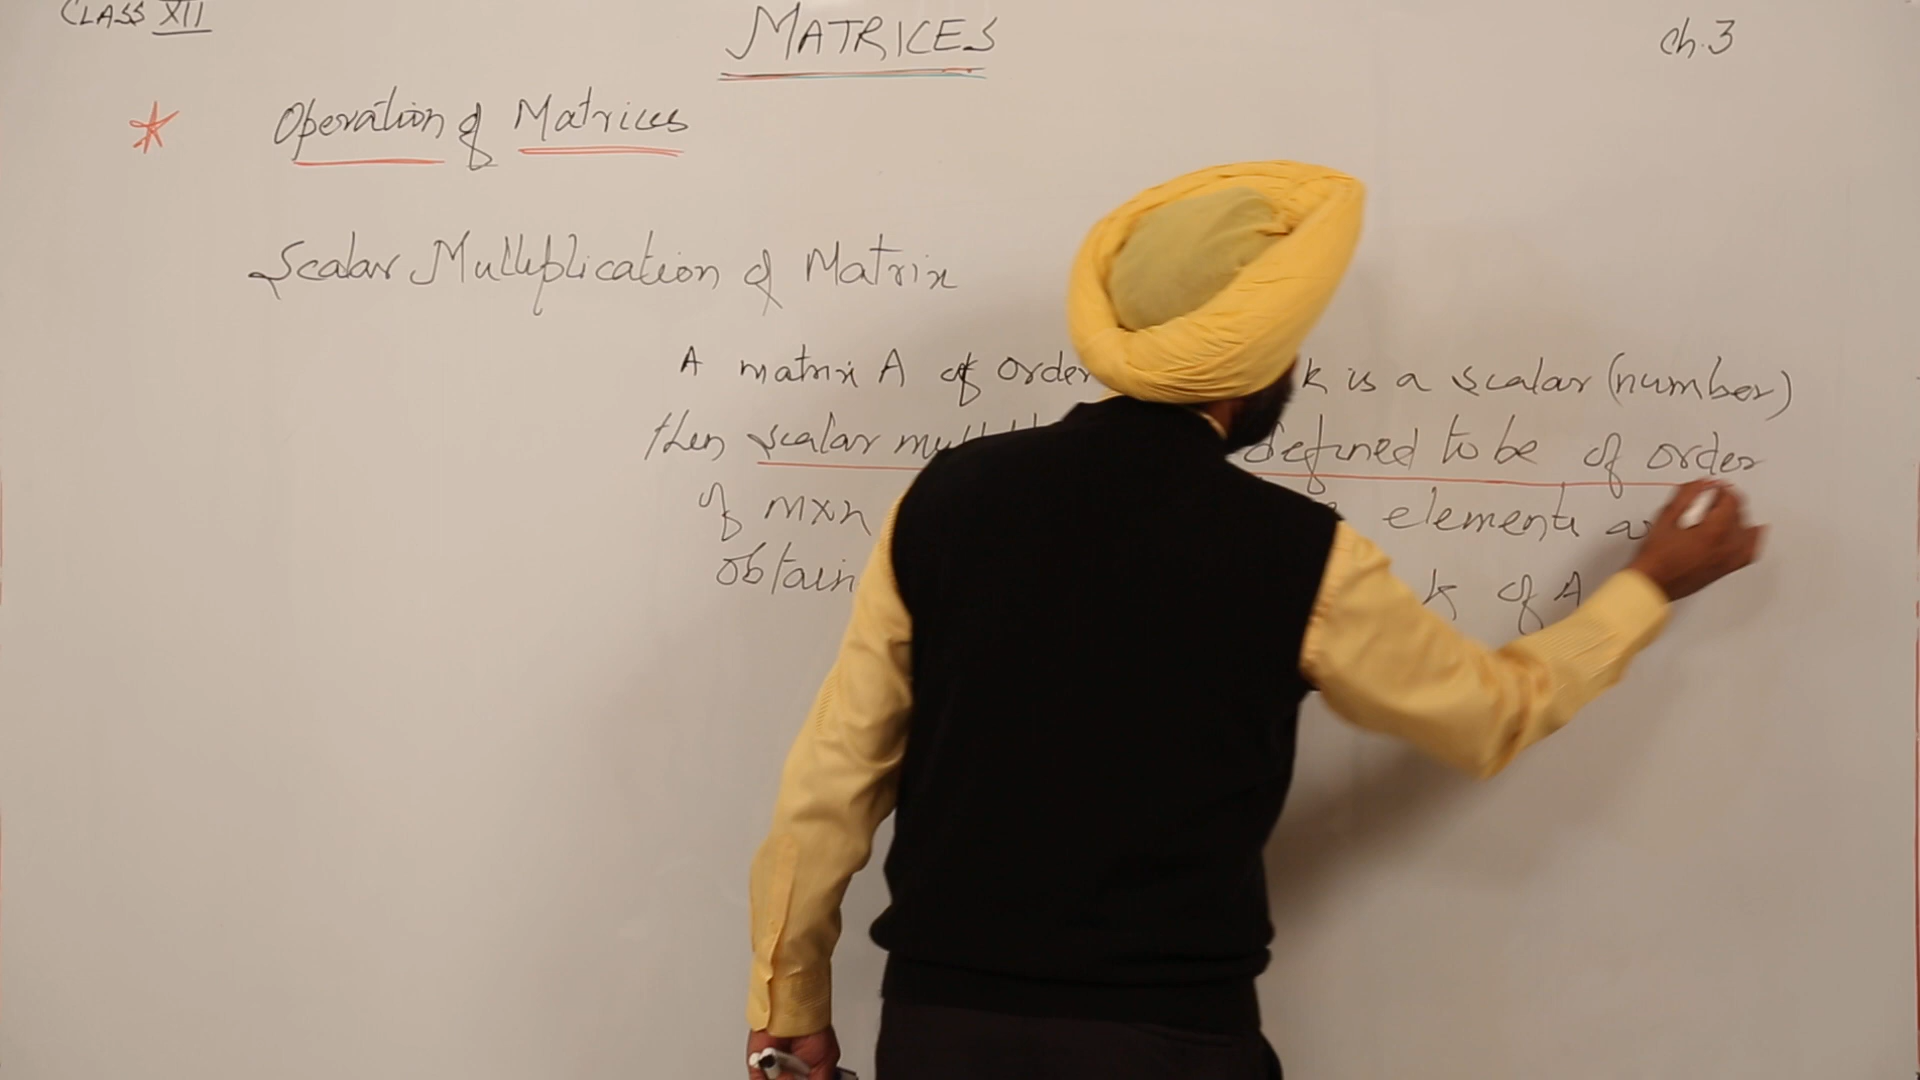 CLASS XII
MATRICES
ch.3
* Operation of Matrices
Scalar Multiplication of Matrix
A matrix A of order k is a scalar (number)
then scalar defined to be of order
of mxn elements
obtain k of A